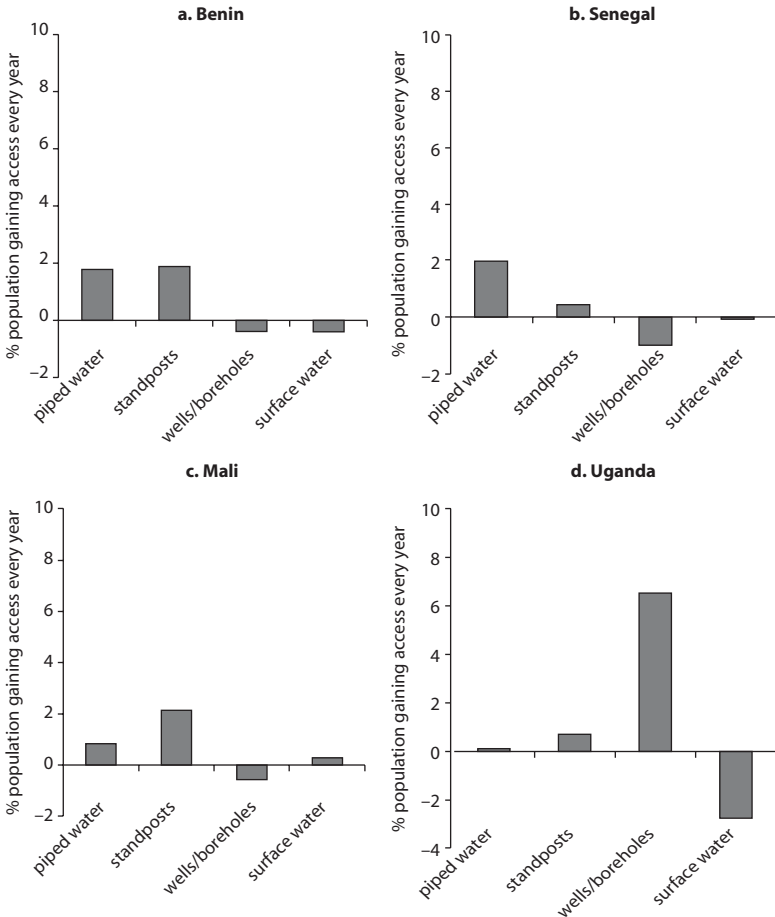 a. Benin
% population gaining access every year
10
8
6
4
2
0
–2
piped water
standposts
wells/boreholes
surface water
b. Senegal
% population gaining access every year
10
8
6
4
2
0
–2
piped water
standposts
wells/boreholes
surface water
c. Mali
% population gaining access every year
10
8
6
4
2
0
–2
piped water
standposts
wells/boreholes
surface water
d. Uganda
% population gaining access every year
10
8
6
4
2
0
–2
–4
piped water
standposts
wells/boreholes
surface water